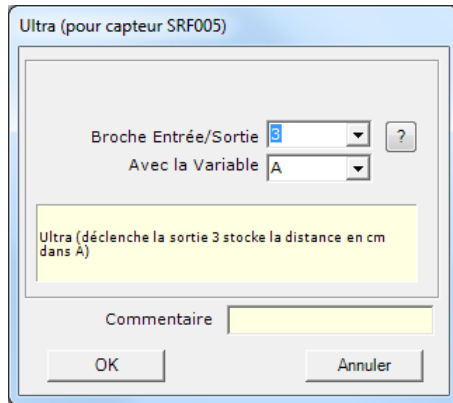 Ultra (pour capteur SRF005)
Broche Entrée/Sortie 3 ?
Avec la Variable A
Ultra (déclenche la sortie 3 stocke la distance en cm
dans A)
Commentaire
OK Annuler